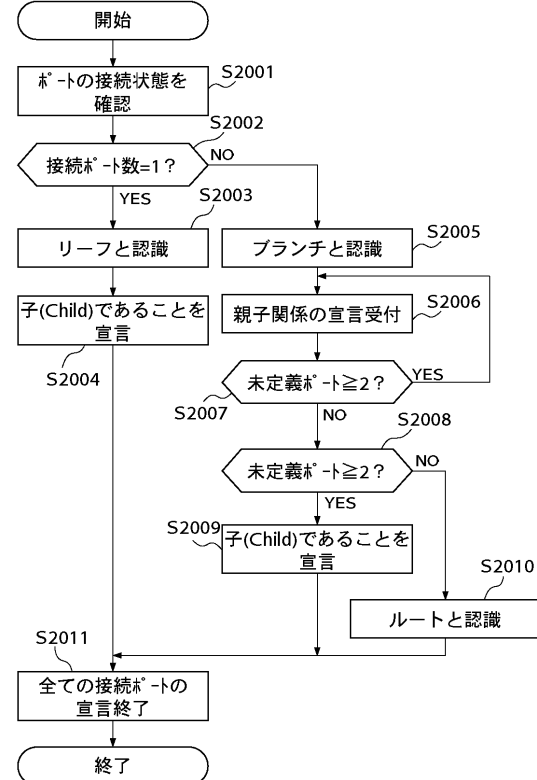 開始
S2001
ﾎﾟｰﾄの接続状態を
確認
S2002
接続ﾎﾟｰﾄ数=1？
NO
YES
S2003
リーフと認識
S2005
ブランチと認識
子(Child)であることを
宣言
S2004
S2006
親子関係の宣言受付
未定義ﾎﾟｰﾄ≧2？
YES
S2007
NO
S2008
未定義ﾎﾟｰﾄ≧2？
NO
YES
S2009
子(Child)であることを
宣言
S2010
ルートと認識
S2011
全ての接続ﾎﾟｰﾄの
宣言終了
終了